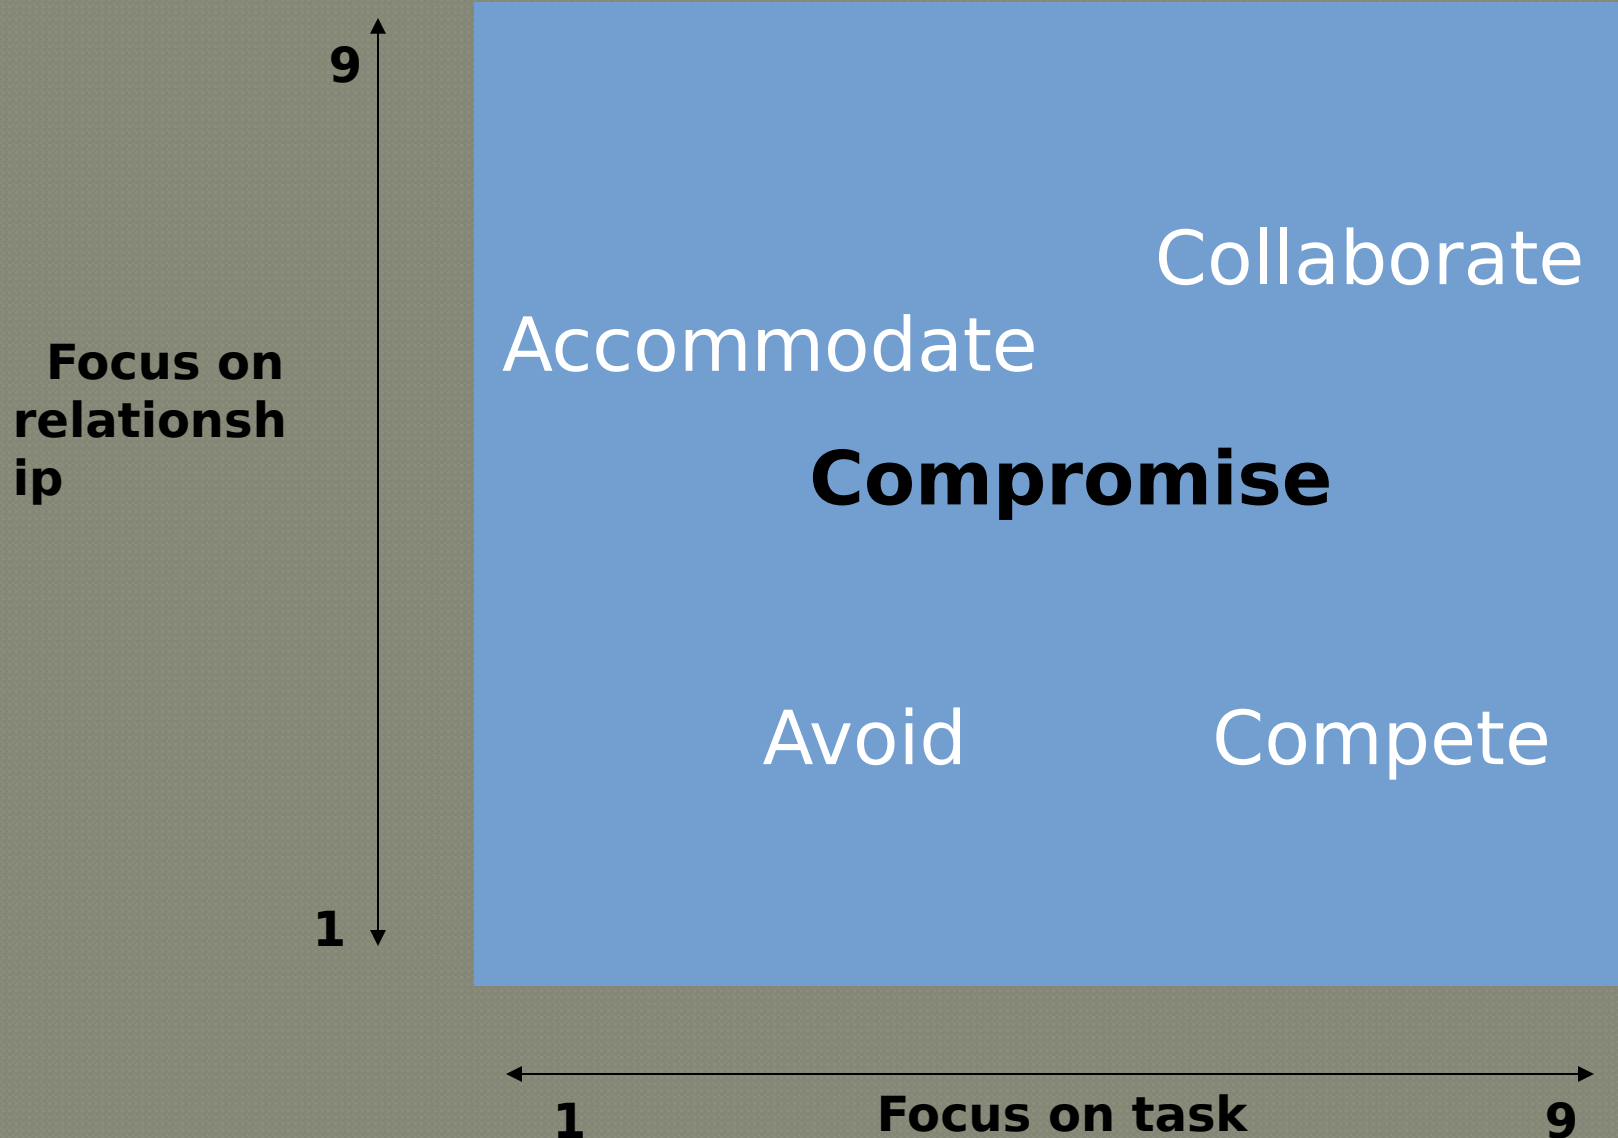 9
Collaborate
Accommodate
Focus on
relationsh
ip
Compromise
Avoid
Compete
1
1
Focus on task
9